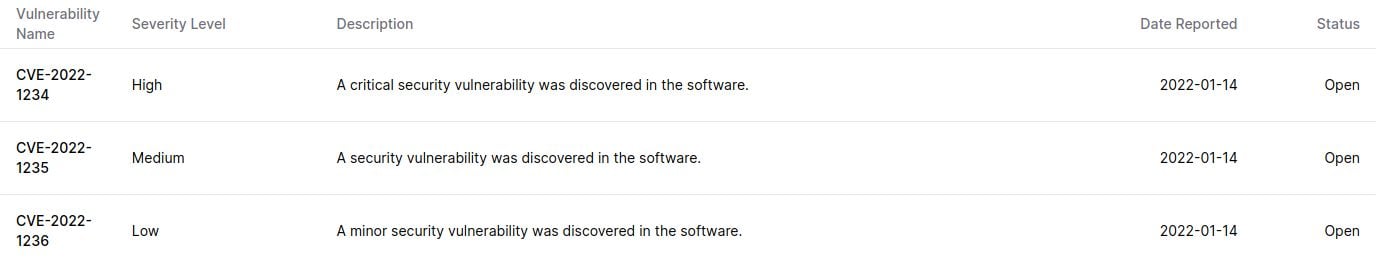 Vulnerability
Name
Severity Level
Description
Date Reported
Status
CVE-2022-
1234
High
A critical security vulnerability was discovered in the software.
2022-01-14
Open
CVE-2022-
1235
Medium
A security vulnerability was discovered in the software.
2022-01-14
Open
CVE-2022-
1236
Low
A minor security vulnerability was discovered in the software.
2022-01-14
Open